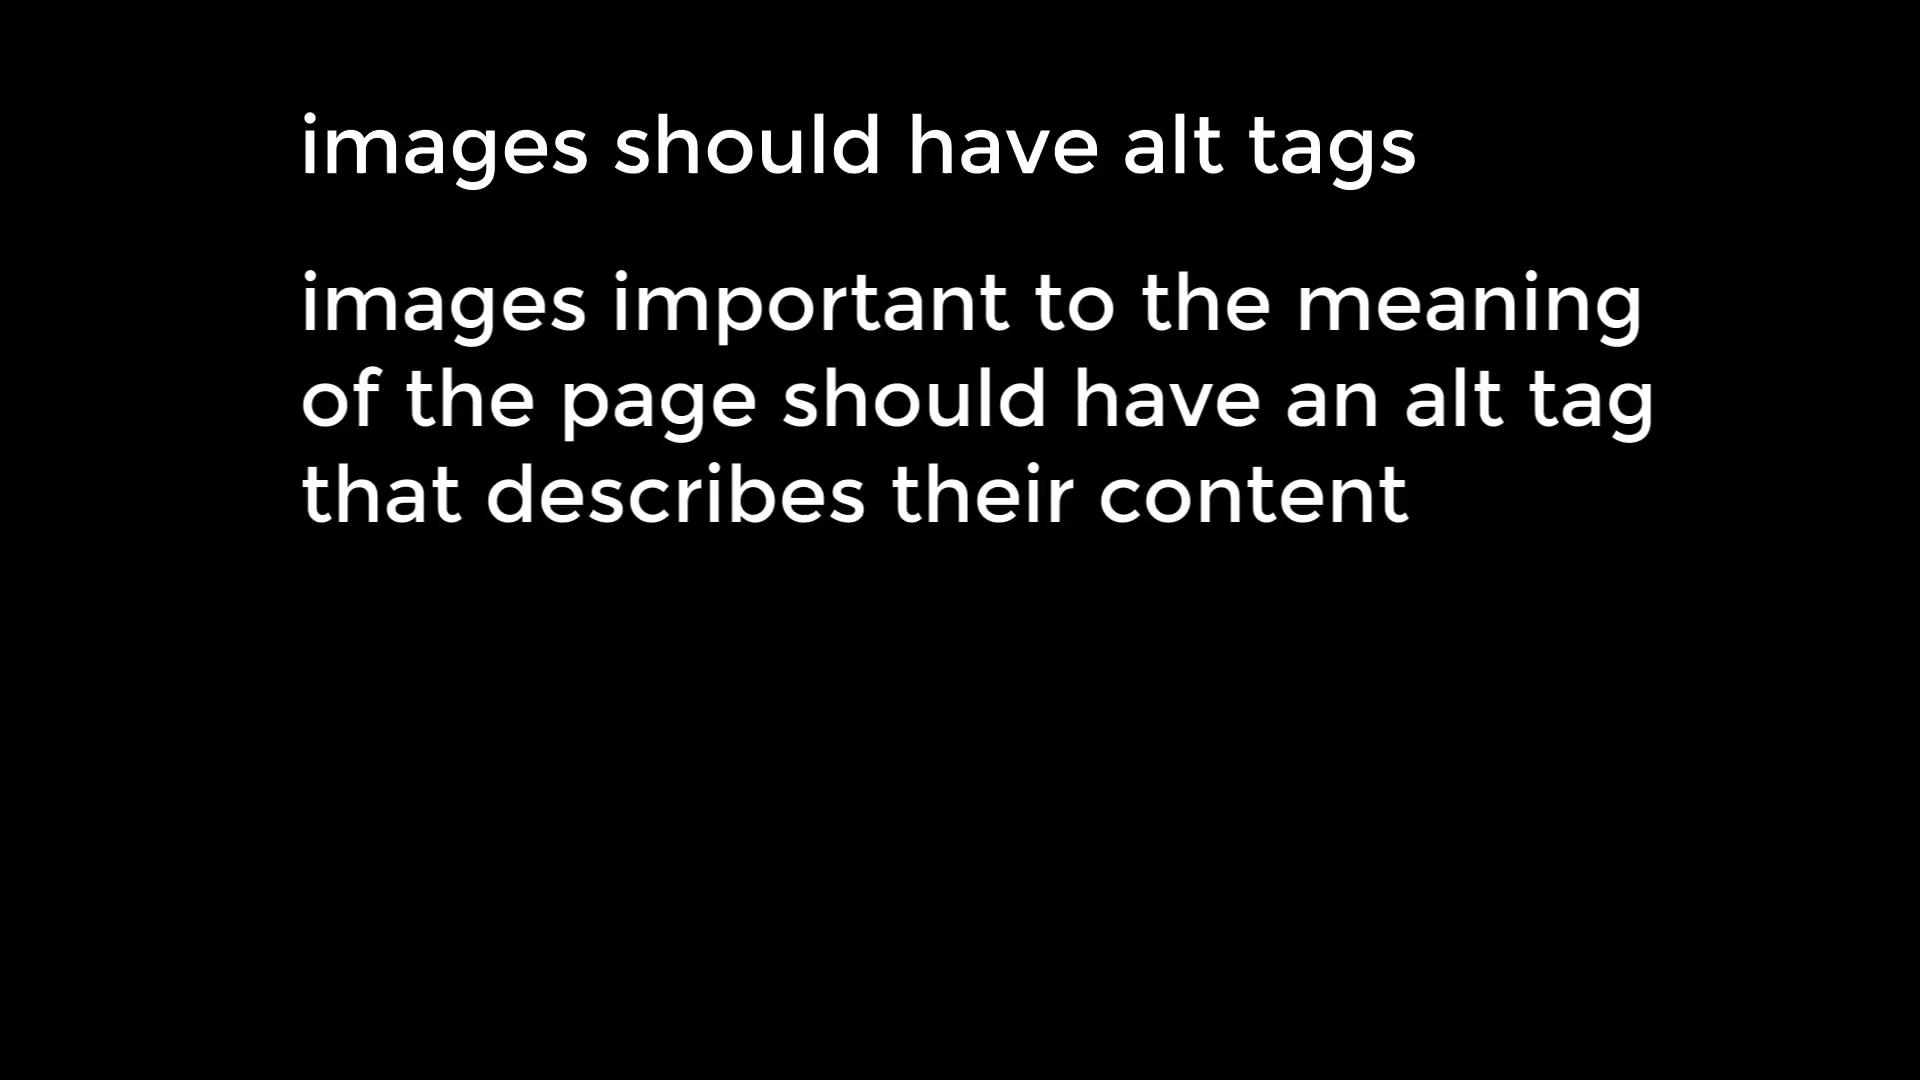 images should have alt tags
images important to the meaning
of the page should have an alt tag
that describes their content